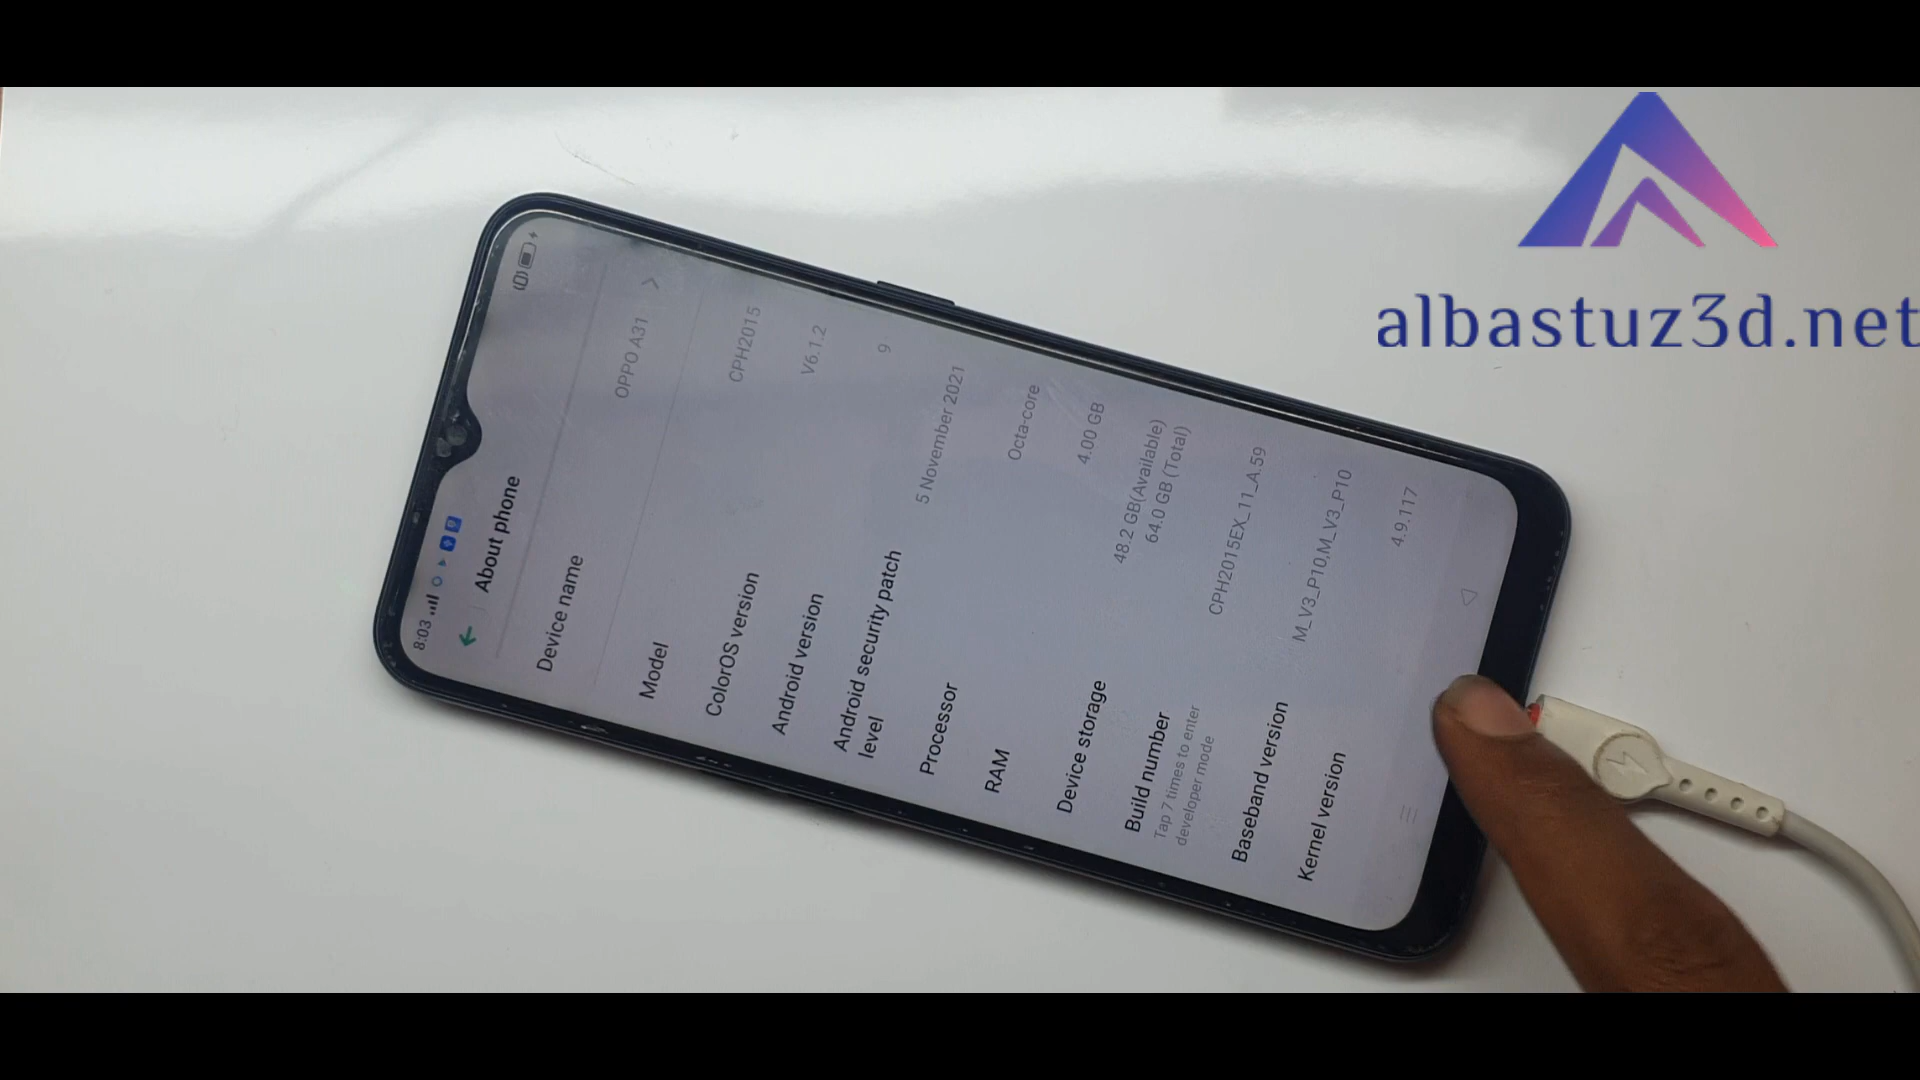 albastuz3d.net
8:03
About phone
Device name OPPO A31
Model CPH2015
ColorOS version V6.1.2
Android version 9
Android security patch
level 5 November 2021
Processor Octa-core
RAM 4.00 GB
Device storage 48.2 GB(Available)
64.0 GB (Total)
Build number CPH2015EX_11_A.59
Tap 7 times to enter
developer mode
Baseband version M_V3_P10,M_V3_P10
Kernel version 4.9.117